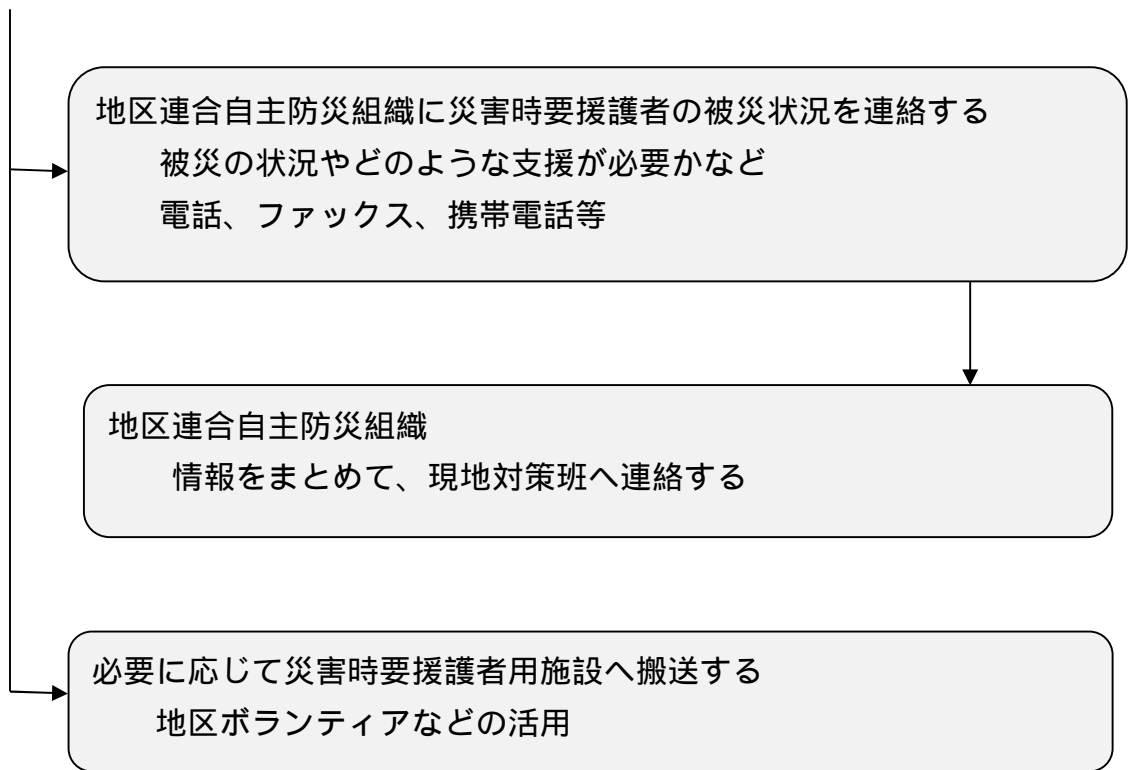 地区連合自主防災組織に災害時要援護者の被災状況を連絡する
被災の状況やどのような支援が必要かなど
電話、ファックス、携帯電話等
地区連合自主防災組織
情報をまとめて、現地対策班へ連絡する
必要に応じて災害時要援護者用施設へ搬送する
地区ボランティアなどの活用